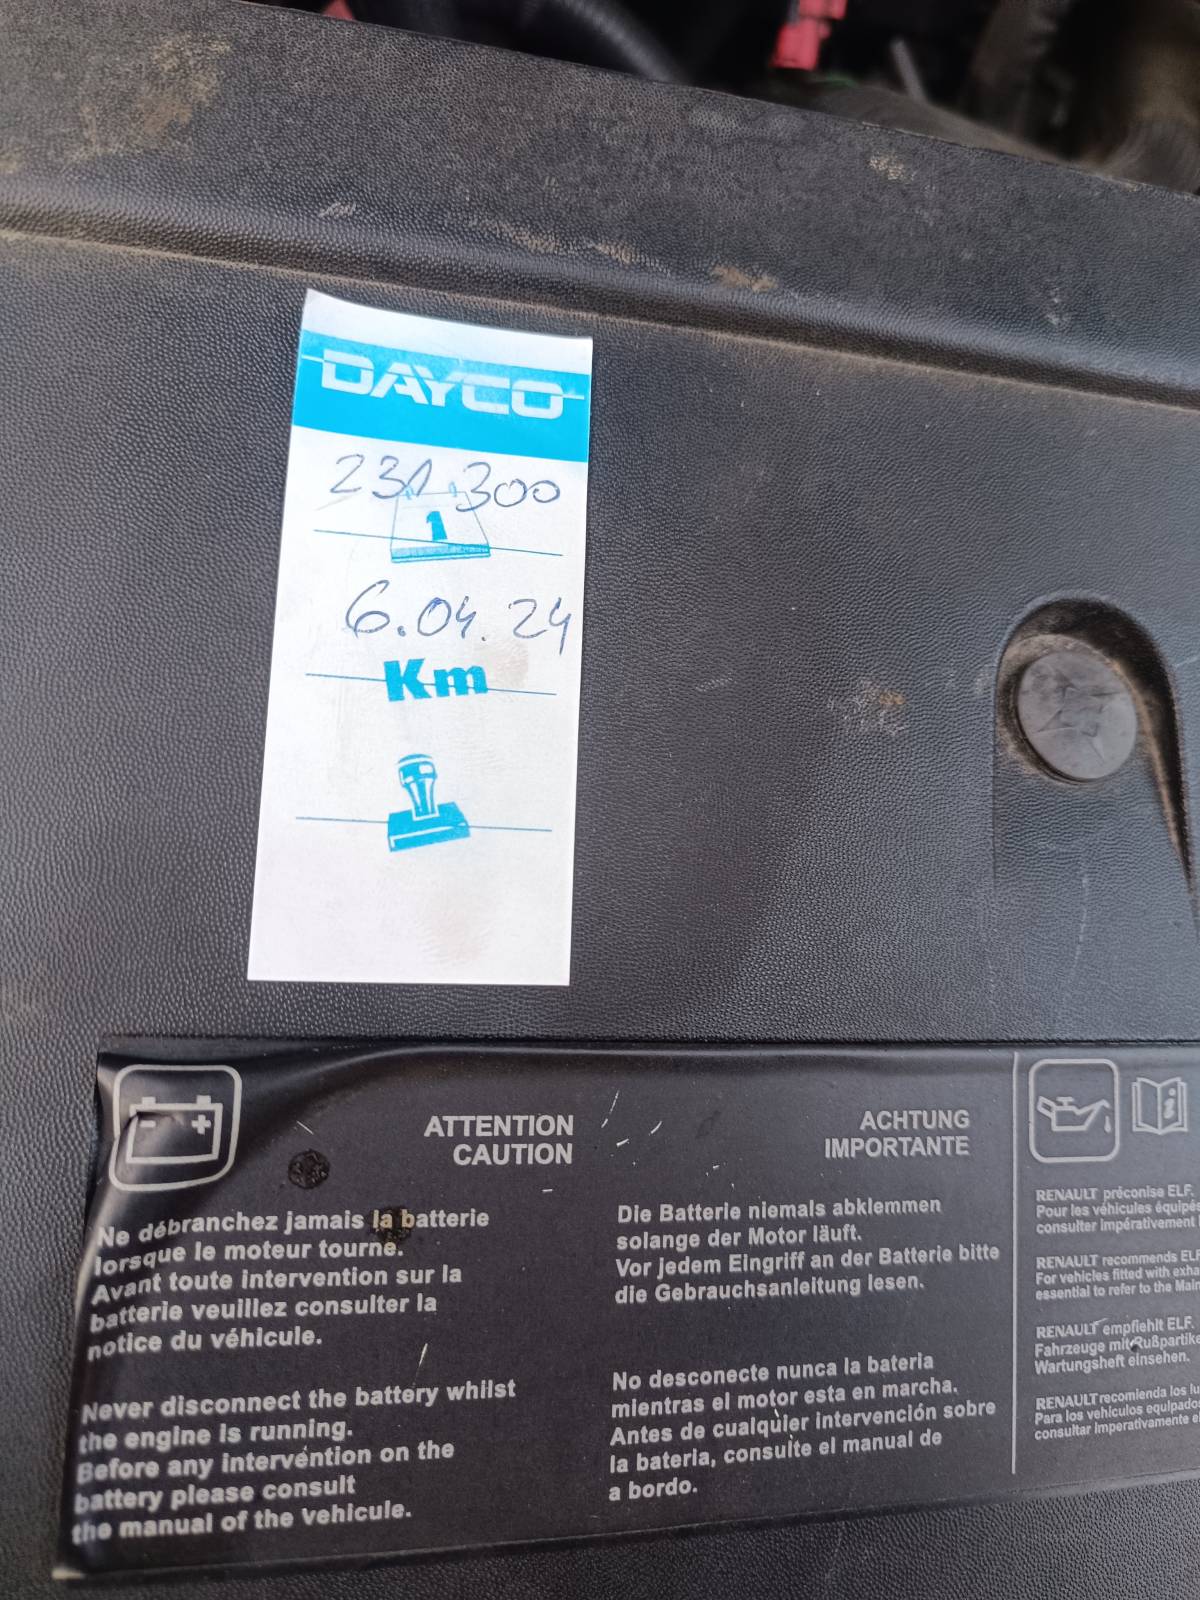 DAYCO
231.300
1
6.04.24
Km
ATTENTION
CAUTION
Ne débranchez jamais la batterie
lorsque le moteur tourne.
Avant toute intervention sur la
batterie veuillez consulter la
notice du véhicule.
Never disconnect the battery whilst
the engine is running.
Before any intervention on the
battery please consult
the manual of the vehicule.
ACHTUNG
IMPORTANTE
Die Batterie niemals abklemmen
solange der Motor läuft.
Vor jedem Eingriff an der Batterie bitte
die Gebrauchsanleitung lesen.
No desconecte nunca la bateria
mientras el motor esta en marcha.
Antes de cualquier intervención sobre
la bateria, consulte el manual de
a bordo.
RENAULT préconise ELF.
Pour les véhicules équipés
consulter impérativement
RENAULT recommends ELF
For vehicles fitted with
essential to refer to the
RENAULT empfiehlt ELF.
Fahrzeuge mit
Wartungsheft einsehen.
RENAULT recomienda los
Para los vehículos
consultar imperativamente